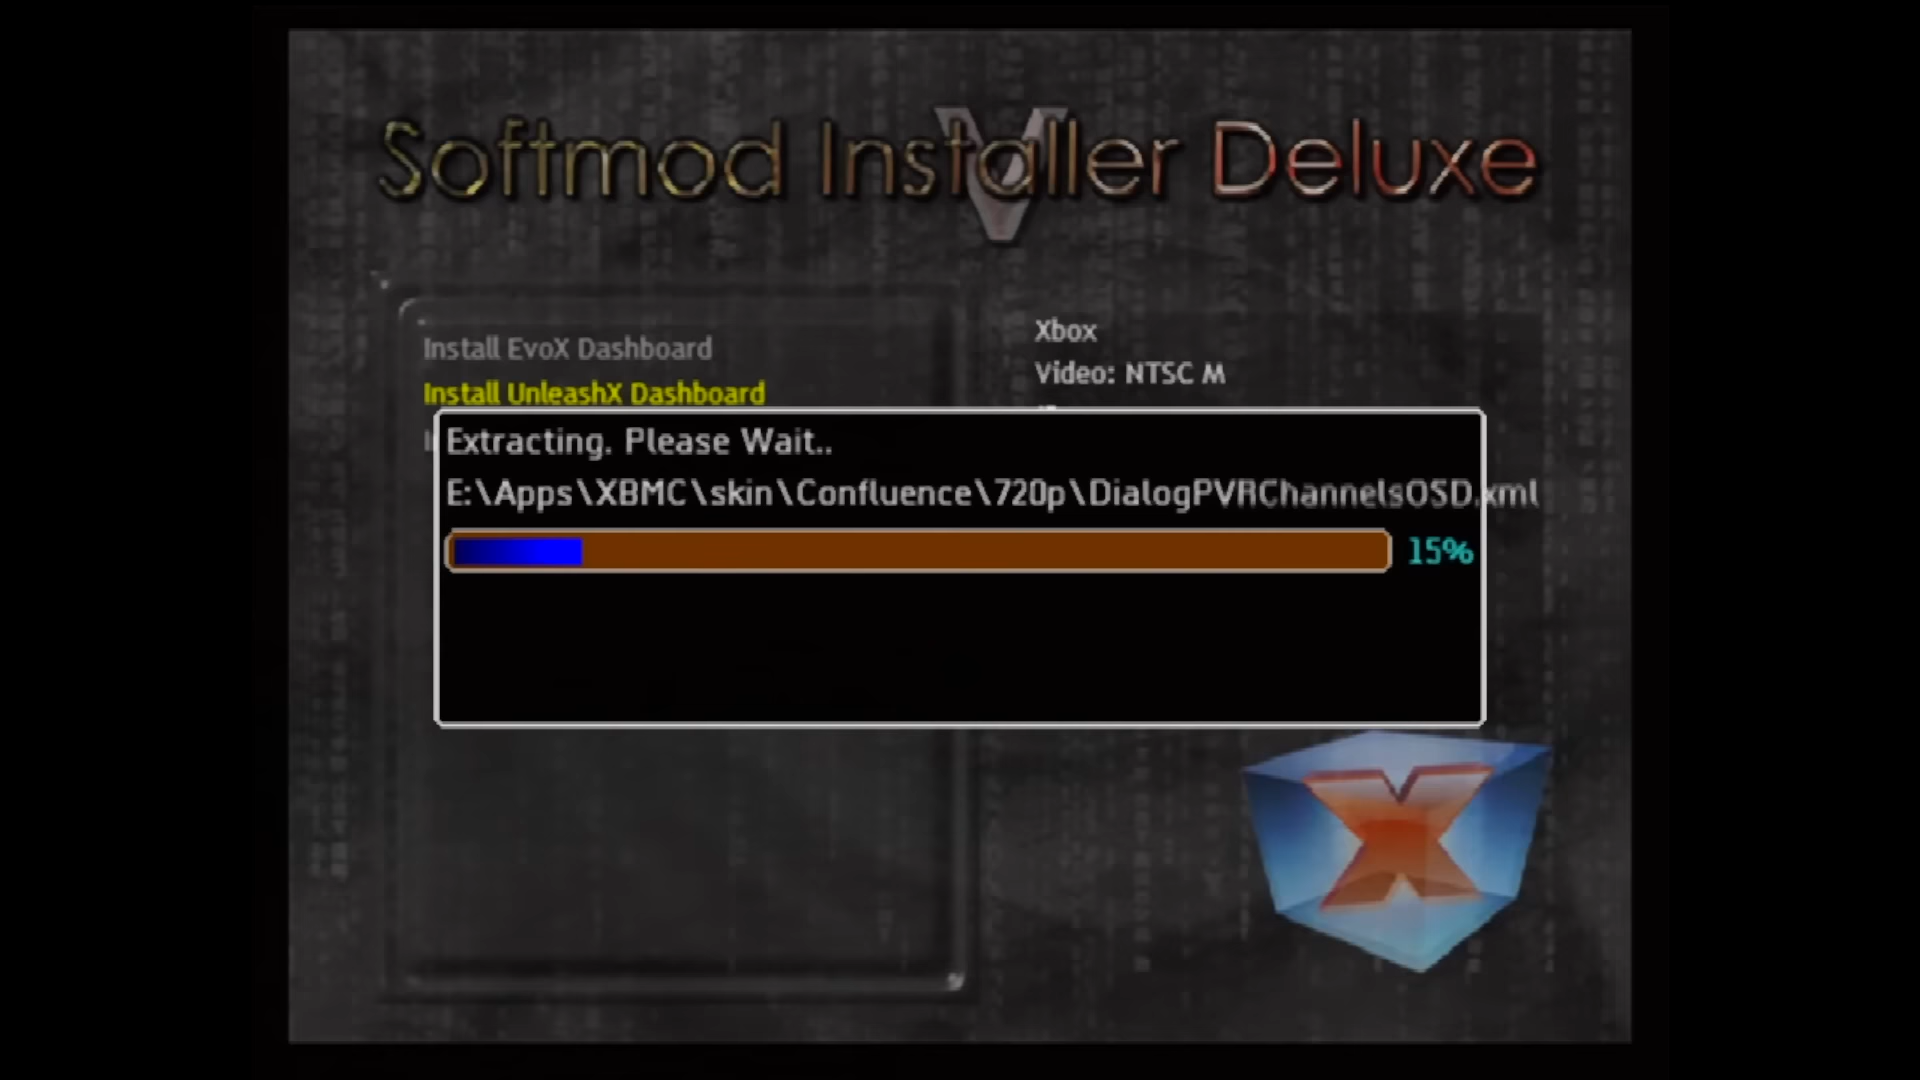 Softmod Installer Deluxe
V
Install EvoX Dashboard
Install UnleashX Dashboard
Xbox
Video: NTSC M
Extracting. Please Wait..
E:\Apps\XBMC\skin\Confluence\720p\DialogPVRChannelsOSD.xml
15%
X